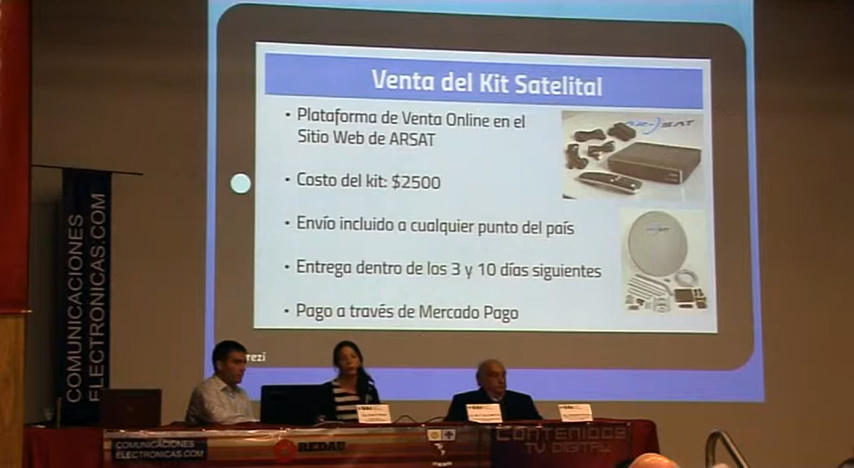 Venta del Kit Satelital
• Plataforma de Venta Online en el
Sitio Web de ARSAT
• Costo del kit: $2500
• Envío incluido a cualquier punto del país
• Entrega dentro de los 3 y 10 días siguientes
• Pago a través de Mercado Pago
rezi
COMUNICACIONES
ELECTRONICAS.COM
COMUNICACIONES
ELECTRONICAS.COM
REDAU
CONTENIDOS
TV DIGITAL